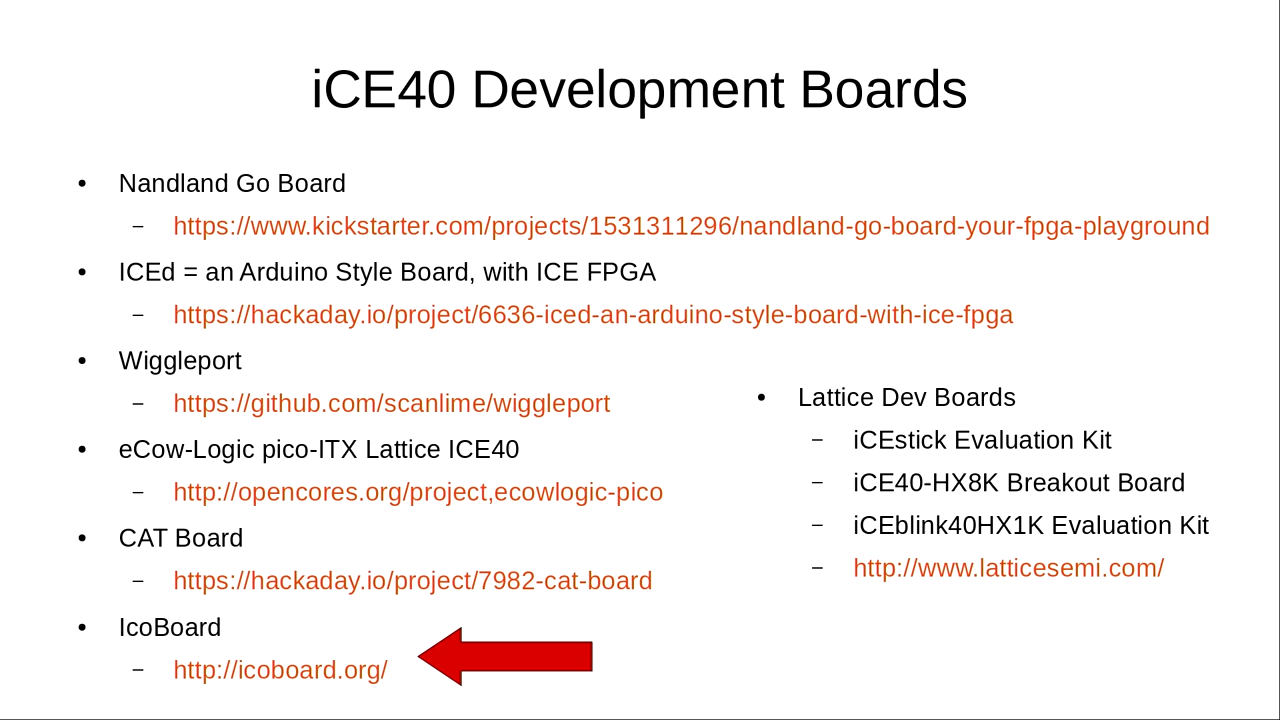 iCE40 Development Boards
• Nandland Go Board
– https://www.kickstarter.com/projects/1531311296/nandland-go-board-your-fpga-playground
• ICEd = an Arduino Style Board, with ICE FPGA
– https://hackaday.io/project/6636-iced-an-arduino-style-board-with-ice-fpga
• Wiggleport
– https://github.com/scanlime/wiggleport
• eCow-Logic pico-ITX Lattice ICE40
– http://opencores.org/project,ecowlogic-pico
• CAT Board
– https://hackaday.io/project/7982-cat-board
• IcoBoard
– http://icoboard.org/
• Lattice Dev Boards
– iCEstick Evaluation Kit
– iCE40-HX8K Breakout Board
– iCEblink40HX1K Evaluation Kit
– http://www.latticesemi.com/